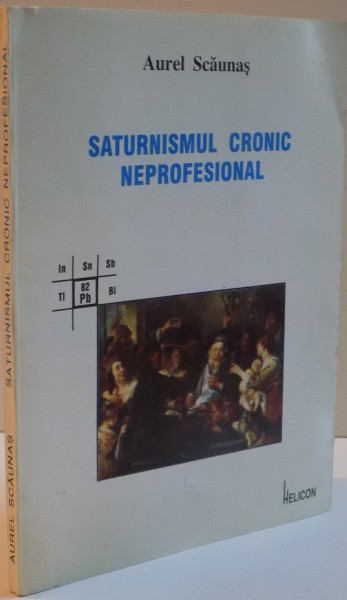 Aurel Scăunaș
SATURNISMUL CRONIC
NEPROFESIONAL
In Sn Sb
Tl 82 Pb Bi
HELICON
AUREL SCĂUNAȘ SATURNISMUL CRONIC NEPROFESIONAL